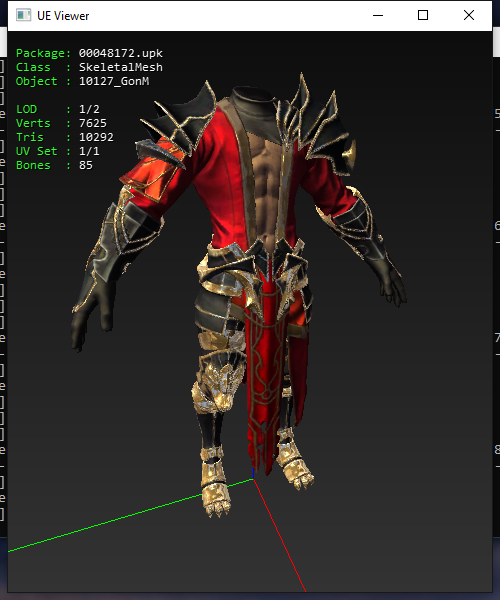 UE Viewer
Package: 00048172.upk
Class  : SkeletalMesh
Object : 10127_GonM
LOD    : 1/2
Verts  : 7625
Tris   : 10292
UV Set : 1/1
Bones  : 85